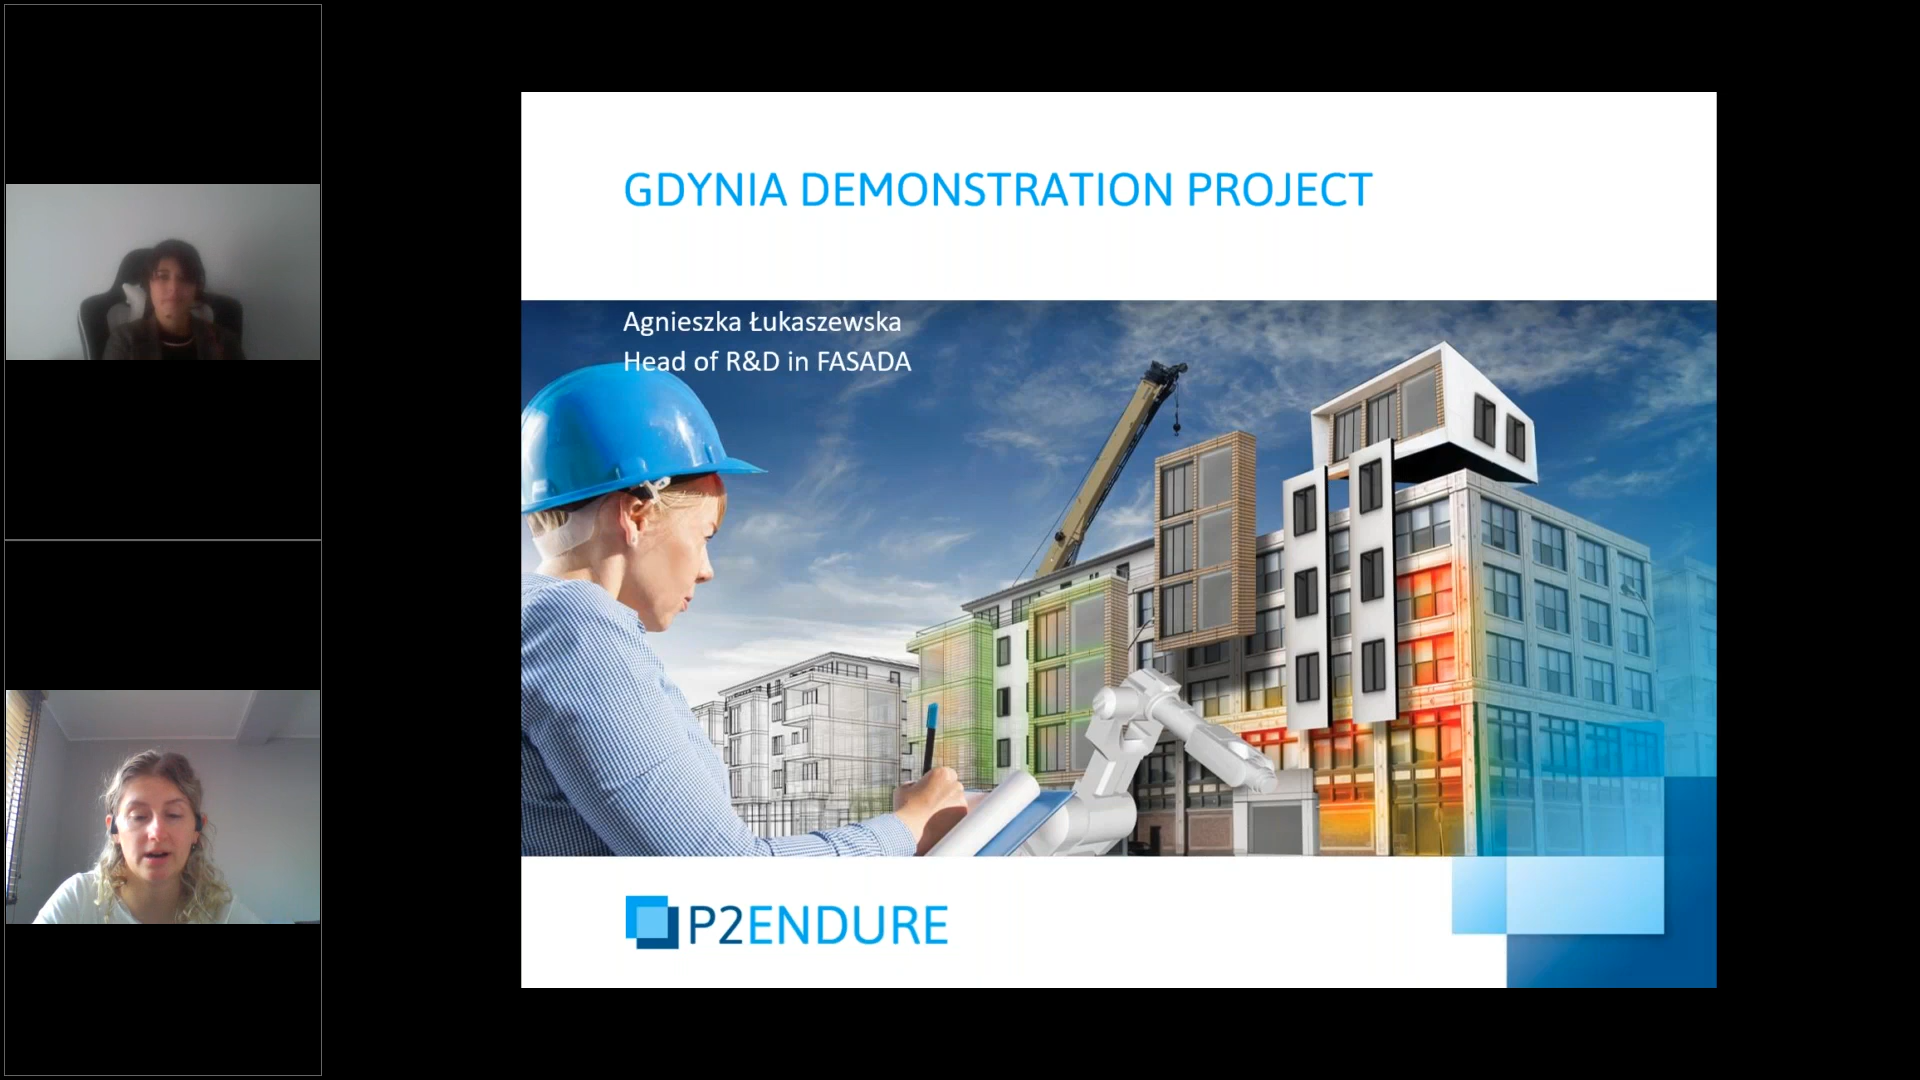 GDYNIA DEMONSTRATION PROJECT
Agnieszka Łukaszewska
Head of R&D in FASADA
P2ENDURE